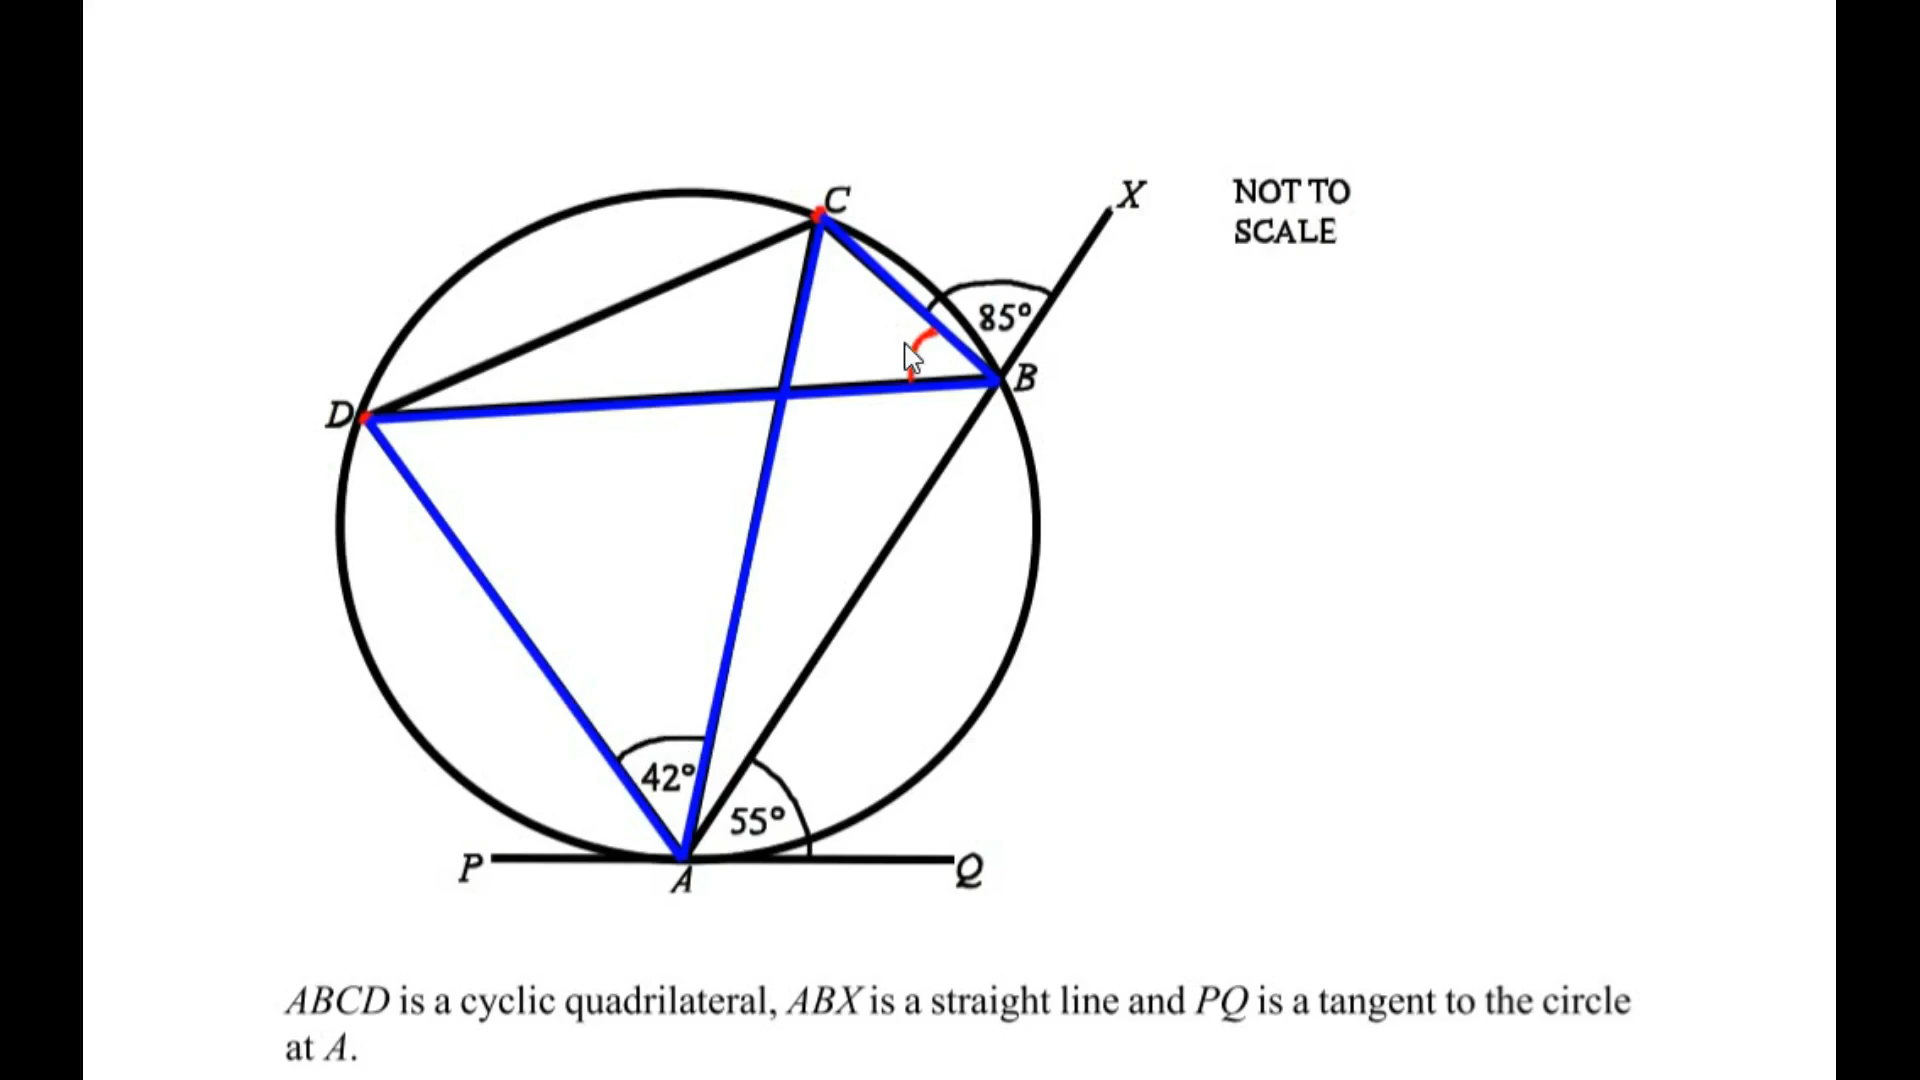 C
X
NOT TO
SCALE
85°
B
D
42°
55°
P
A
Q
ABCD is a cyclic quadrilateral, ABX is a straight line and PQ is a tangent to the circle
at A.